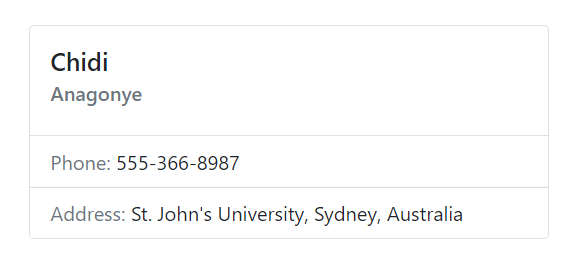 Chidi
Anagonye
Phone: 555-366-8987
Address: St. John's University, Sydney, Australia